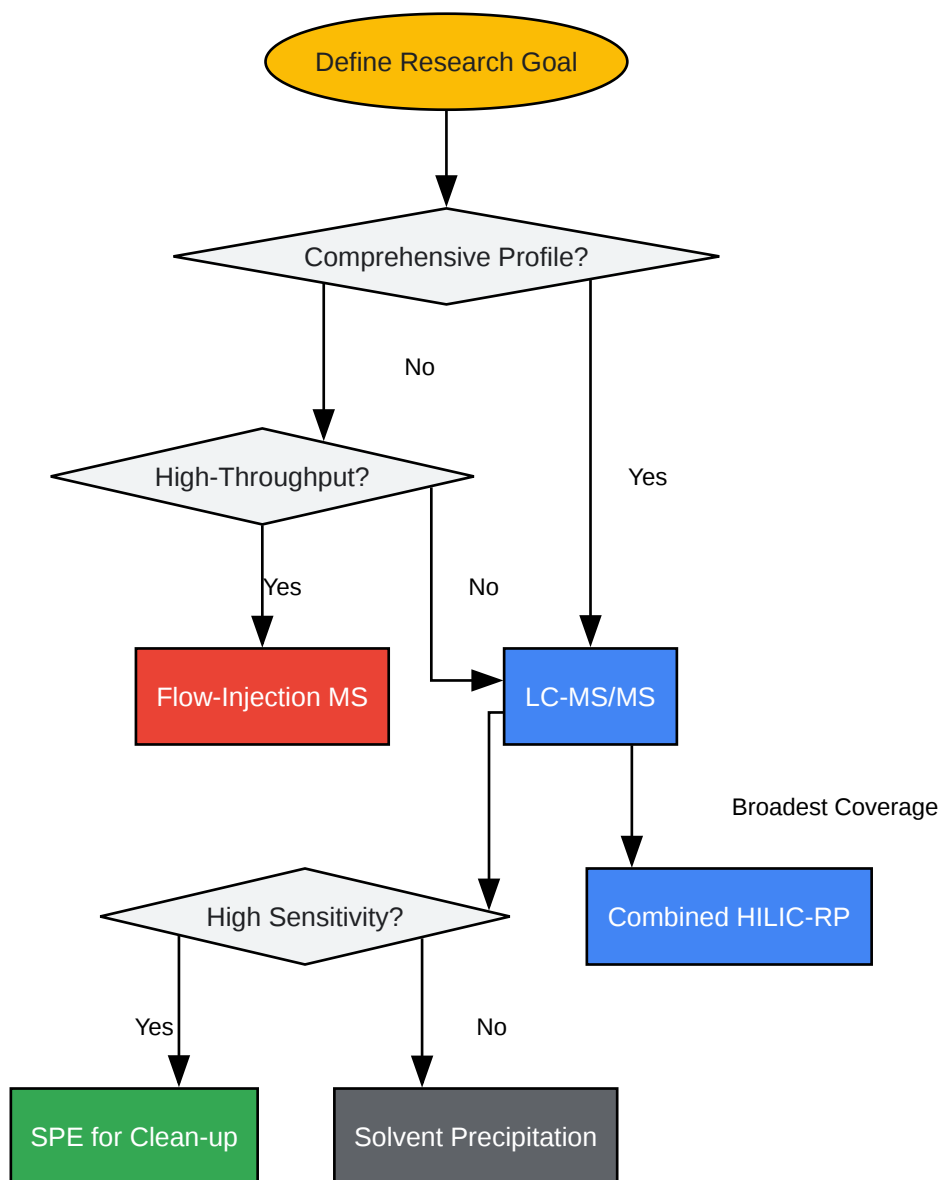 Define Research Goal
Comprehensive Profile?
No
High-Throughput?
Yes
Yes
No
Flow-Injection MS
LC-MS/MS
Broadest Coverage
High Sensitivity?
Combined HILIC-RP
Yes
No
SPE for Clean-up
Solvent Precipitation